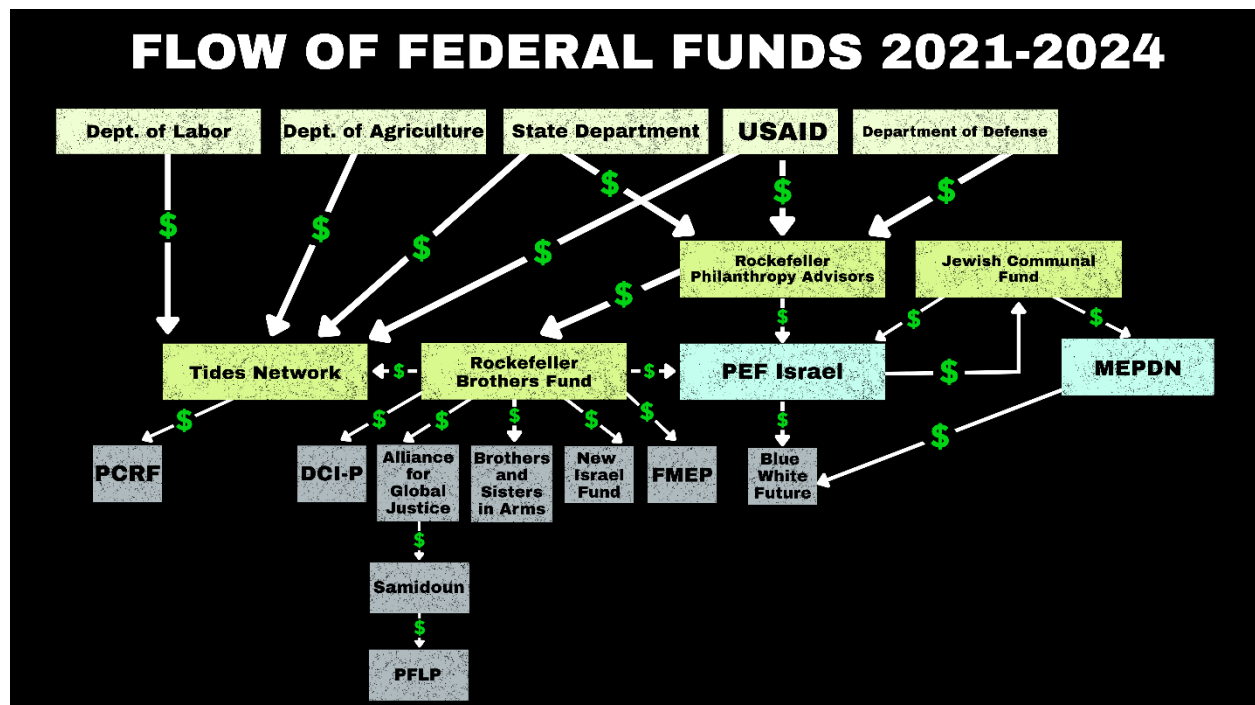 FLOW OF FEDERAL FUNDS 2021-2024
Dept. of Labor
Dept. of Agriculture
State Department
USAID
Department of Defense
$
$
$
$
$
$
$
Rockefeller
Philanthropy Advisors
Jewish Communal
Fund
$
$
$
$
Tides Network
$
Rockefeller
Brothers Fund
$
PEF Israel
$
MEPDN
$
$
$
$
$
$
$
$
PCRF
DCI-P
Alliance
for
Global
Justice
Brothers
and
Sisters
in Arms
New
Israel
Fund
FMEP
Blue
White
Future
$
Samidoun
$
PFLP